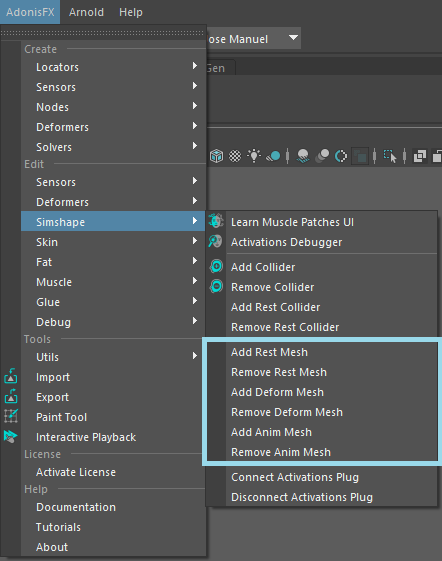 AdonisFX Arnold Help
ose Manuel
Gen
Create
Locators
Sensors
Nodes
Deformers
Solvers
Edit
Sensors
Deformers
Simshape
Skin
Fat
Muscle
Glue
Debug
Tools
Utils
Import
Export
Paint Tool
Interactive Playback
License
Activate License
Help
Documentation
Tutorials
About
Learn Muscle Patches UI
Activations Debugger
Add Collider
Remove Collider
Add Rest Collider
Remove Rest Collider
Add Rest Mesh
Remove Rest Mesh
Add Deform Mesh
Remove Deform Mesh
Add Anim Mesh
Remove Anim Mesh
Connect Activations Plug
Disconnect Activations Plug